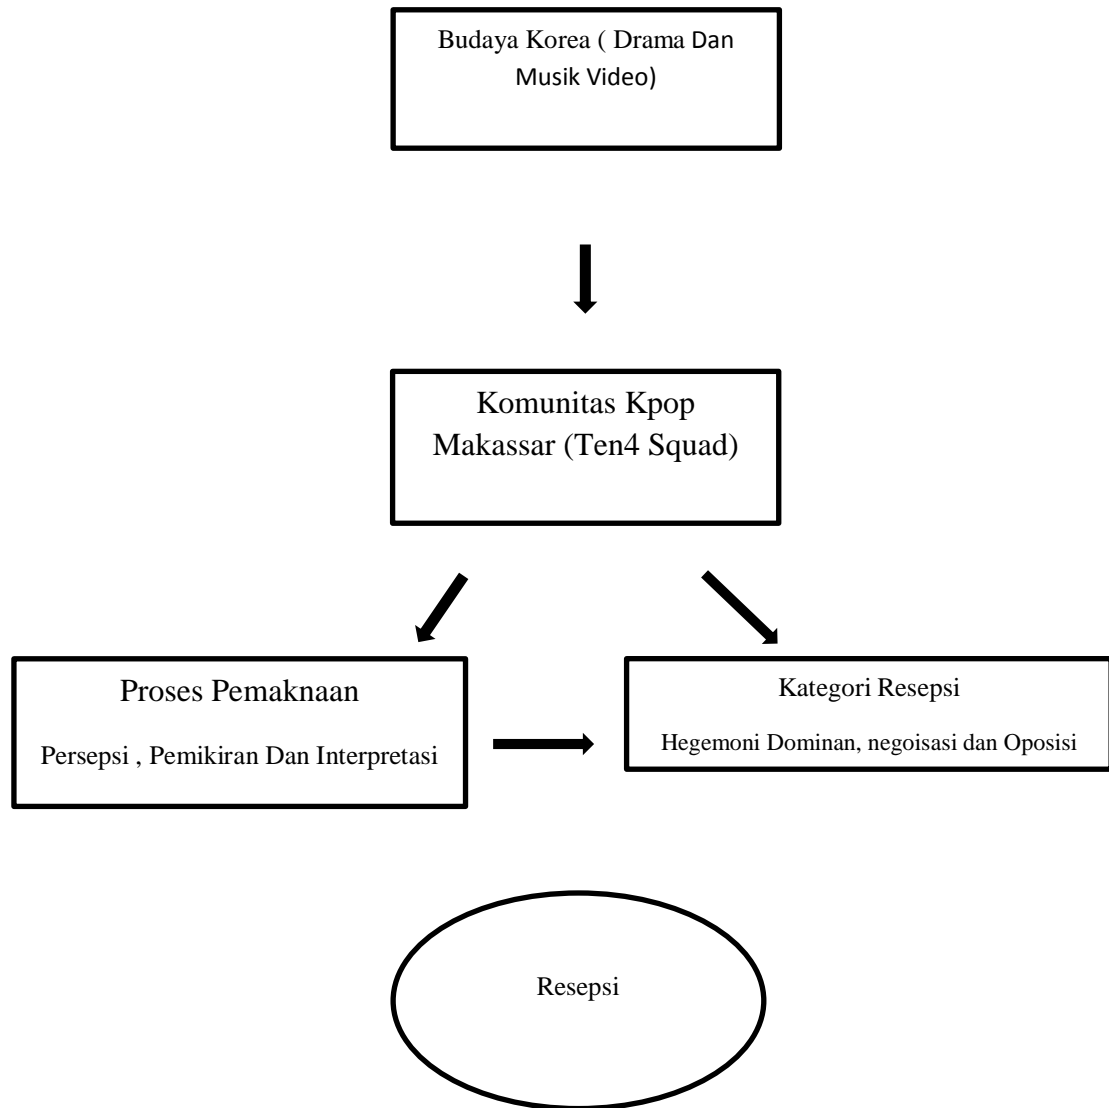 Budaya Korea ( Drama Dan
Musik Video)
Komunitas Kpop
Makassar (Ten4 Squad)
Proses Pemaknaan
Persepsi , Pemikiran Dan Interpretasi
Kategori Resepsi
Hegemoni Dominan, negoisasi dan Oposisi
Resepsi